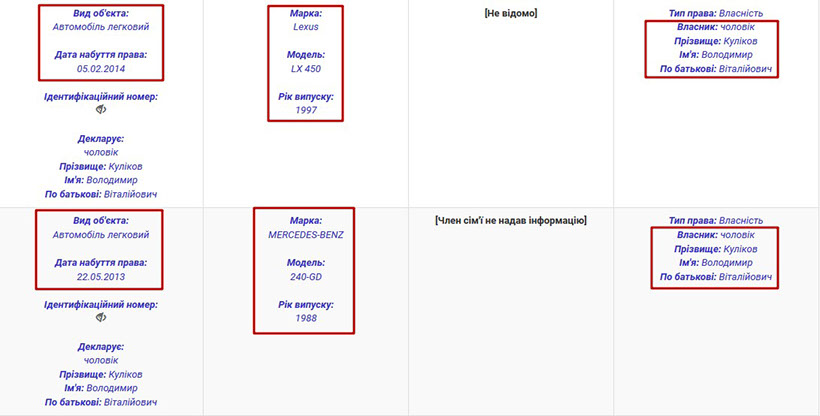 Вид об'єкта:
Автомобіль легковий
Дата набуття права:
05.02.2014
Ідентифікаційний номер:
Декларує:
чоловік
Прізвище: Куліков
Ім'я: Володимир
По батькові: Віталійович
Марка:
Lexus
Модель:
LX 450
Рік випуску:
1997
[Не відомо]
Тип права: Власність
Власник: чоловік
Прізвище: Куліков
Ім'я: Володимир
По батькові: Віталійович
Вид об'єкта:
Автомобіль легковий
Дата набуття права:
22.05.2013
Ідентифікаційний номер:
Декларує:
чоловік
Прізвище: Куліков
Ім'я: Володимир
По батькові: Віталійович
Марка:
MERCEDES-BENZ
Модель:
240-GD
Рік випуску:
1988
[Член сім'ї не надав інформацію]
Тип права: Власність
Власник: чоловік
Прізвище: Куліков
Ім'я: Володимир
По батькові: Віталійович